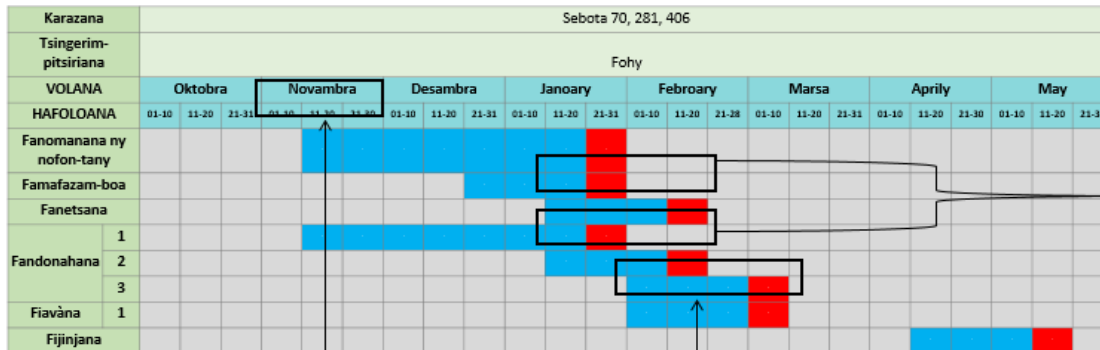 Karazana Sebota 70, 281, 406
Tsingerim-
pitsiriana Fohy
VOLANA Oktobra Novambra Desambra Janoary Febroary Marsa Aprily May
HAFOLOANA 01-10 11-20 21-31 01-10 11-20 21-30 01-10 11-20 21-31 01-10 11-20 21-31 01-10 11-20 21-28 01-10 11-20 21-31 01-10 11-20 21-30 01-10 11-20
Fanomanana ny
nofon-tany
Famafazam-boa
Fanetsana
Fandonahana 1
2
3
Fiavàna 1
Fijinjana